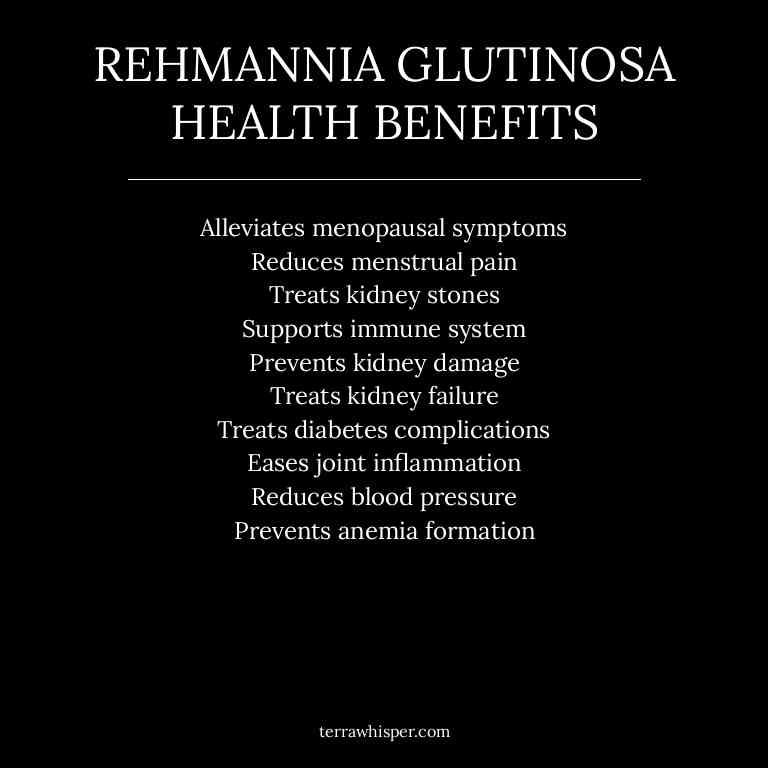 REHMANNIA GLUTINOSA
HEALTH BENEFITS
Alleviates menopausal symptoms
Reduces menstrual pain
Treats kidney stones
Supports immune system
Prevents kidney damage
Treats kidney failure
Treats diabetes complications
Eases joint inflammation
Reduces blood pressure
Prevents anemia formation
terrawhisper.com